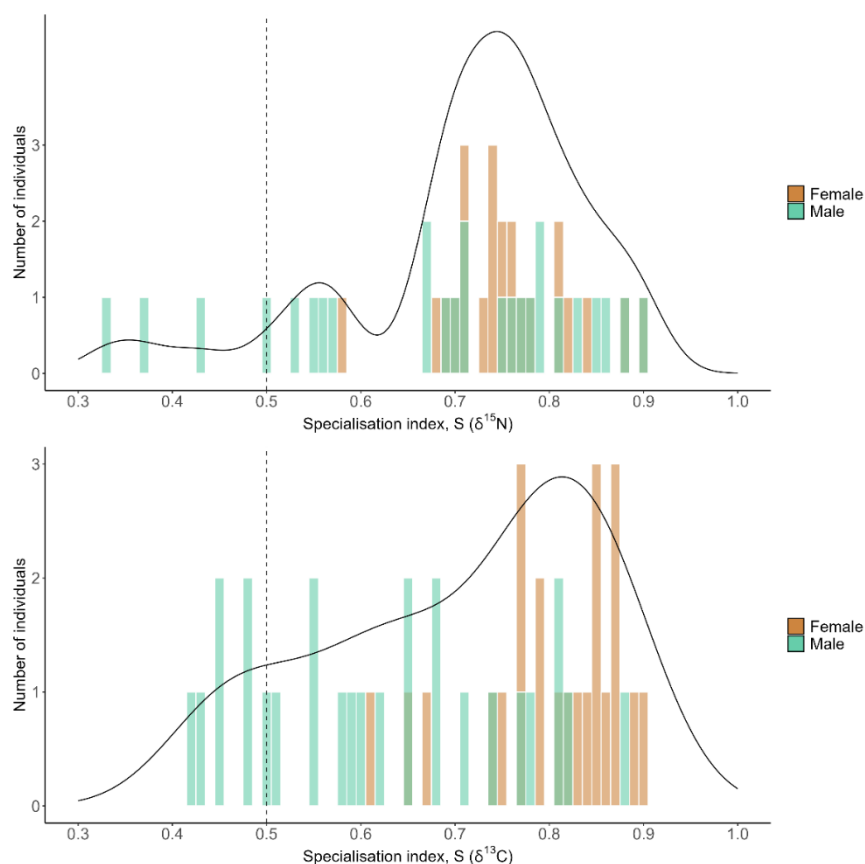 Number of individuals
3
2
1
0
0.3 0.4 0.5 0.6 0.7 0.8 0.9 1.0
Specialisation index, S (δ¹⁵N)
Female
Male
Number of individuals
3
2
1
0
0.3 0.4 0.5 0.6 0.7 0.8 0.9 1.0
Specialisation index, S (δ¹³C)
Female
Male